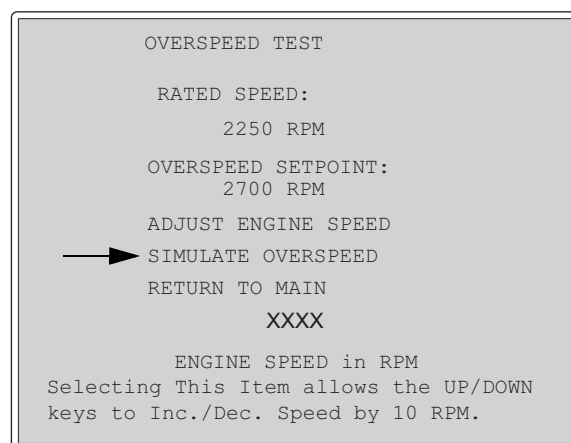 OVERSPEED TEST
RATED SPEED:
2250 RPM
OVERSPEED SETPOINT:
2700 RPM
ADJUST ENGINE SPEED
SIMULATE OVERSPEED
RETURN TO MAIN
XXXX
ENGINE SPEED in RPM
Selecting This Item allows the UP/DOWN
keys to Inc./Dec. Speed by 10 RPM.